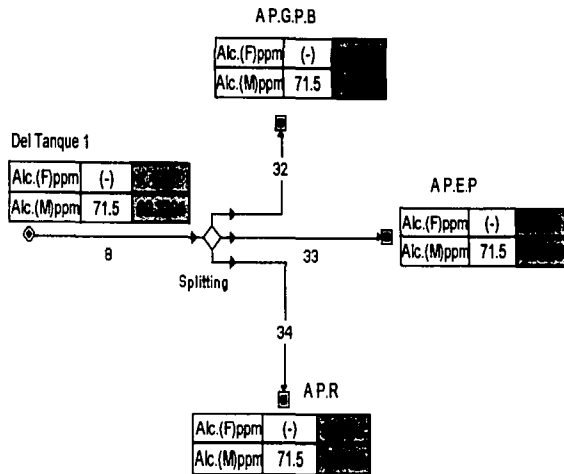 A P.G.P.B
Alc.(F)ppm (-)
Alc.(M)ppm 71.5
Del Tanque 1
Alc.(F)ppm (-)
Alc.(M)ppm 71.5
32
A P.E.P
Alc.(F)ppm (-)
Alc.(M)ppm 71.5
8
33
Splitting
34
A P.R
Alc.(F)ppm (-)
Alc.(M)ppm 71.5